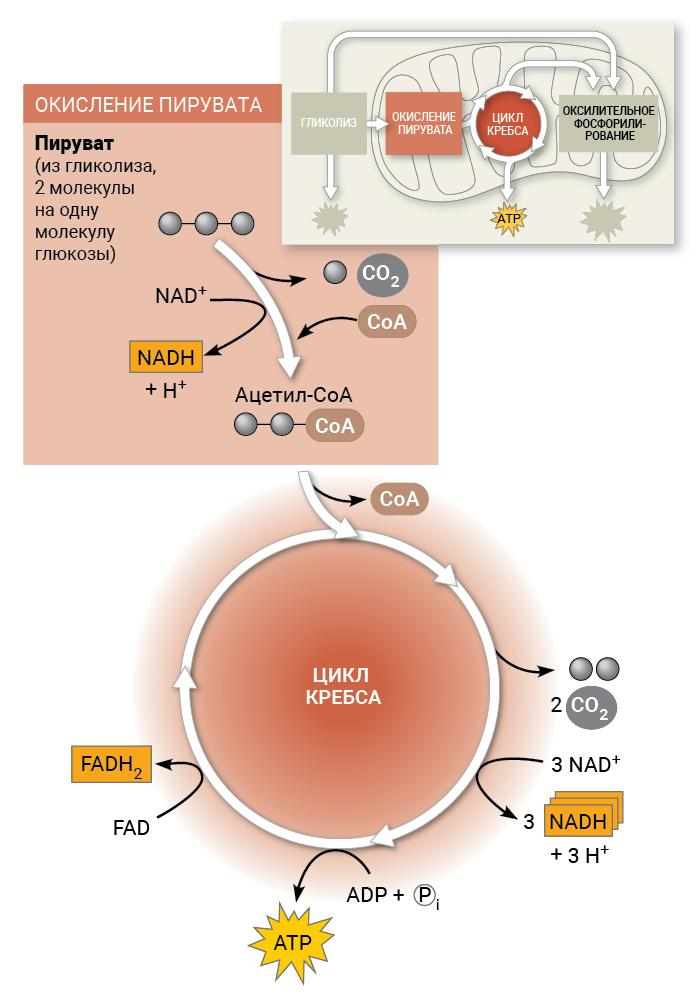 ГЛИКОЛИЗ
ОКИСЛЕНИЕ
ПИРУВАТА
ЦИКЛ
КРЕБСА
ОКСИЛИТЕЛЬНОЕ
ФОСФОРИЛИ-
РОВАНИЕ
ATP
ОКИСЛЕНИЕ ПИРУВАТА
Пируват
(из гликолиза,
2 молекулы
на одну
молекулу
глюкозы)
CO₂
NAD⁺
CoA
NADH
+ H⁺
Ацетил-CoA
CoA
CoA
ЦИКЛ
КРЕБСА
2 CO₂
3 NAD⁺
3 NADH
+ 3 H⁺
FADH₂
FAD
ADP + Pᵢ
ATP